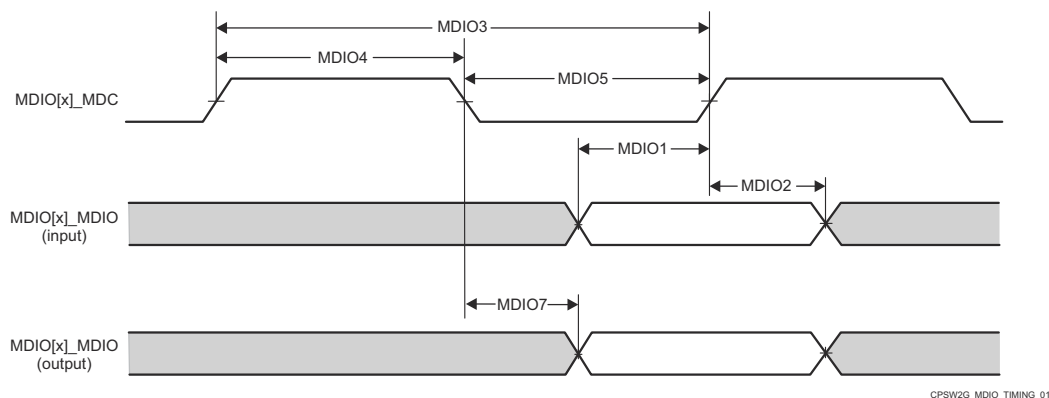 MDIO3
MDIO4
MDIO5
MDIO[x]_MDC
MDIO1
MDIO2
MDIO[x]_MDIO
(input)
MDIO7
MDIO[x]_MDIO
(output)
CPSW2G_MDIO_TIMING_01